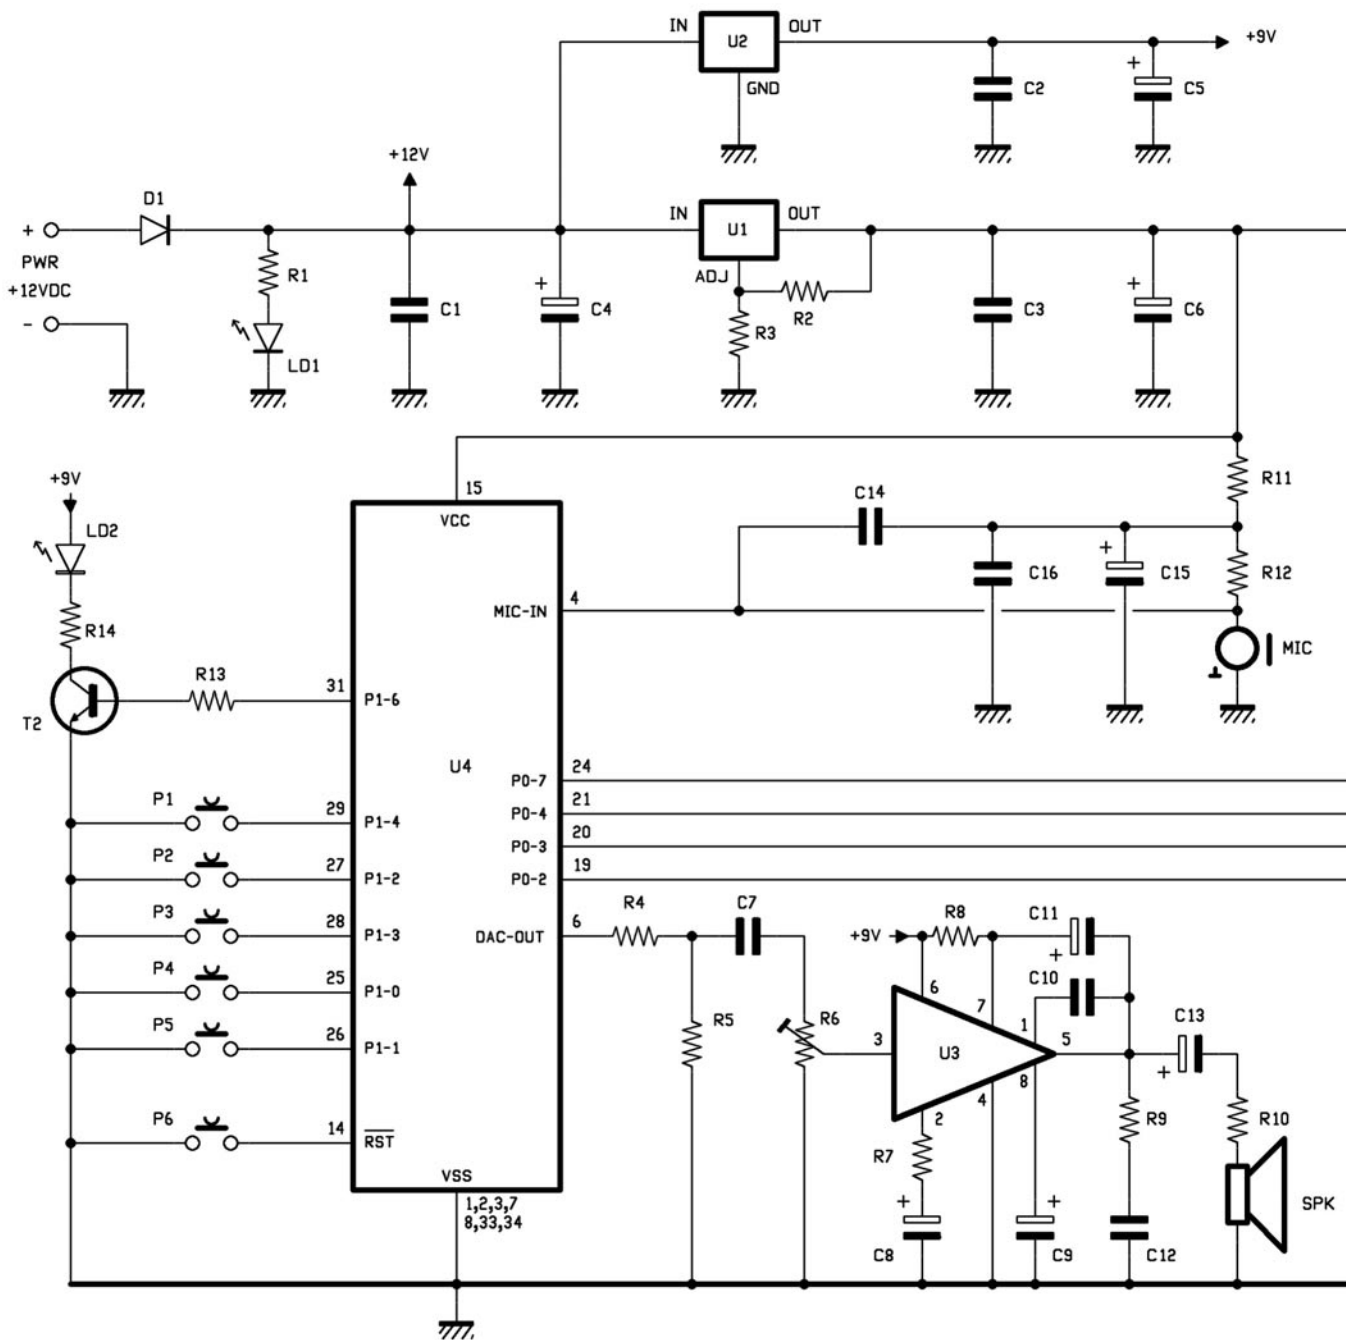 IN
U2
OUT
+9V
GND
C2
+
C5
+12V
D1
IN
U1
OUT
+
PWR
+12VDC
-
R1
LD1
C1
+
C4
ADJ
R2
R3
C3
+
C6
+9V
LD2
R14
T2
R13
15
VCC
C14
R11
R12
C16
+
C15
MIC-IN
4
MIC
31
P1-6
U4
P0-7
24
P0-4
21
P0-3
20
P0-2
19
P1
29
P1-4
P2
27
P1-2
P3
28
P1-3
P4
25
P1-0
P5
26
P1-1
P6
14
RST
DAC-OUT
6
R4
C7
R5
R6
+9V
R8
C11
+
C10
6
7
1
3
U3
5
C13
+
8
4
2
R7
R9
R10
+
C8
+
C9
C12
SPK
VSS
1,2,3,7
8,33,34